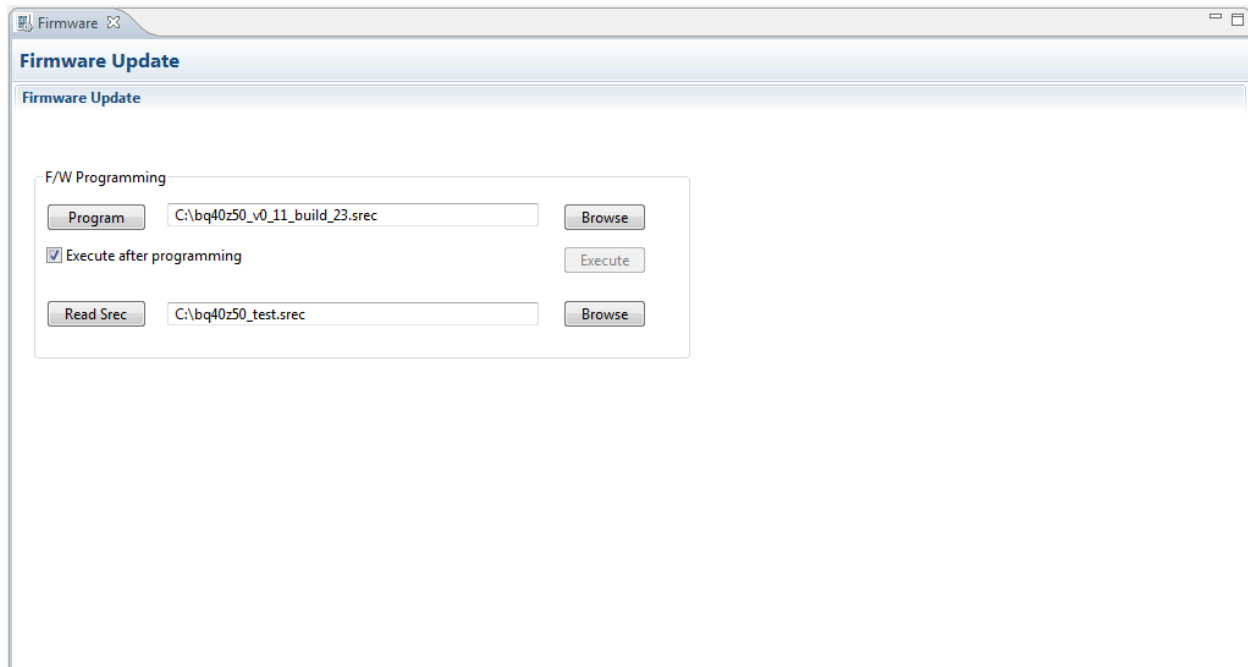 Firmware
Firmware Update
Firmware Update
F/W Programming
Program C:\bq40z50_v0_11_build_23.srec Browse
Execute after programming Execute
Read Srec C:\bq40z50_test.srec Browse